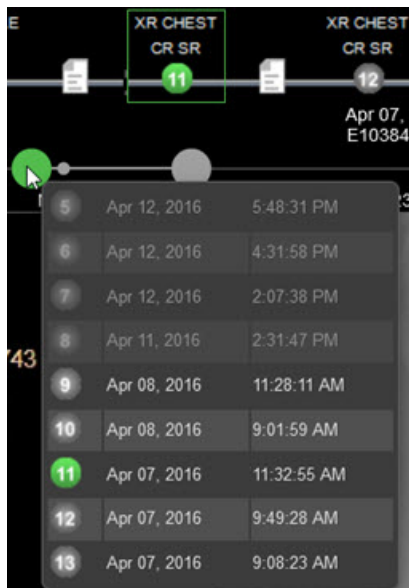 E
XR CHEST
XR CHEST
CR SR
CR SR
11
12
Apr 07,
E10384
5 Apr 12, 2016 5:48:31 PM
6 Apr 12, 2016 4:31:58 PM
7 Apr 12, 2016 2:07:38 PM
8 Apr 11, 2016 2:31:47 PM
743
9 Apr 08, 2016 11:28:11 AM
10 Apr 08, 2016 9:01:59 AM
11 Apr 07, 2016 11:32:55 AM
12 Apr 07, 2016 9:49:28 AM
13 Apr 07, 2016 9:08:23 AM